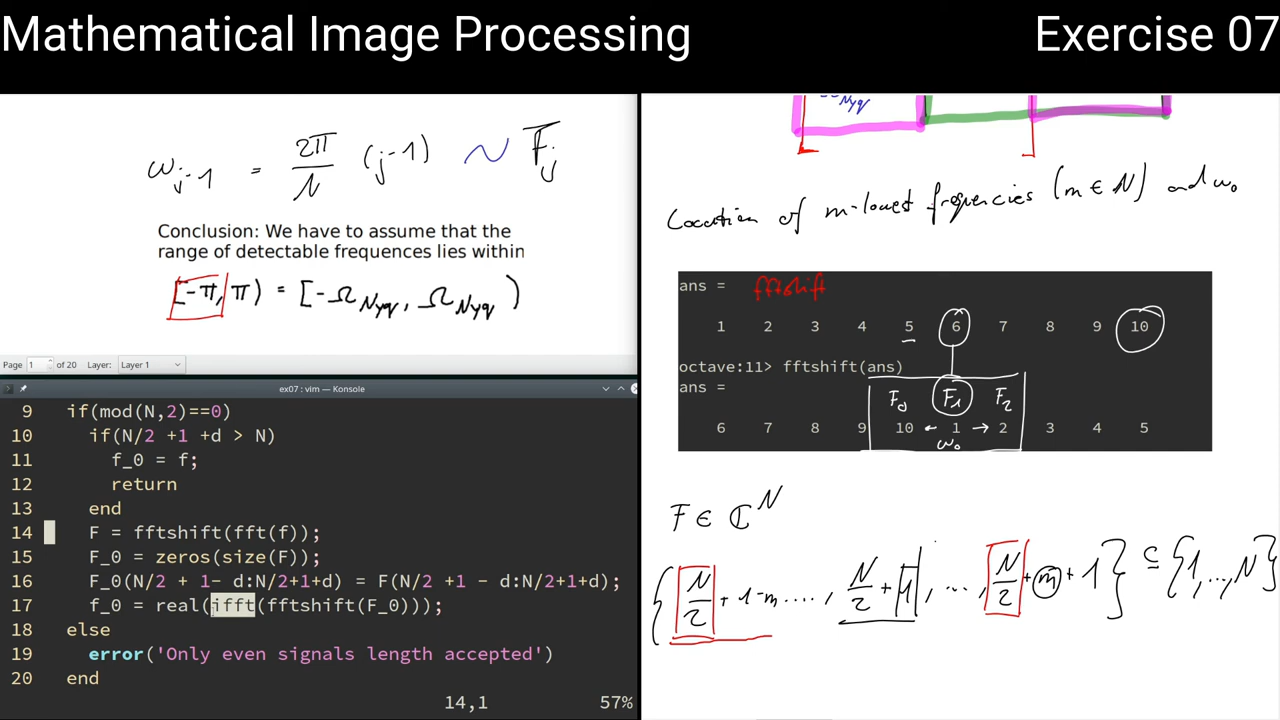 Mathematical Image Processing Exercise 07
ω_{j-1} = 2π/N (j-1) ~ F_j
Conclusion: We have to assume that the
range of detectable frequences lies within
[-π, π) = [-Ω_Nyq, Ω_Nyq)
Page 1 of 20 Layer: Layer 1
ex07 : vim — Konsole
9 if(mod(N,2)==0)
10 if(N/2 +1 +d > N)
11 f_0 = f;
12 return
13 end
14 F = fftshift(fft(f));
15 F_0 = zeros(size(F));
16 F_0(N/2 + 1- d:N/2+1+d) = F(N/2 +1 - d:N/2+1+d);
17 f_0 = real(ifft(fftshift(F_0)));
18 else
19 error('Only even signals length accepted')
20 end
14,1 57%
Ω_Nyq
Location of m-lowest frequencies (m ∈ N) and ω_0
ans = fftshift
1 2 3 4 5 6 7 8 9 10
octave:11> fftshift(ans)
ans =
F_0 F_1 F_2
6 7 8 9 10 ← 1 → 2 3 4 5
ω_0
F ∈ ℂ^N
{N/2 + 1-m ...., N/2 + 1, ..., N/2 + m + 1} ⊆ {1,..,N}